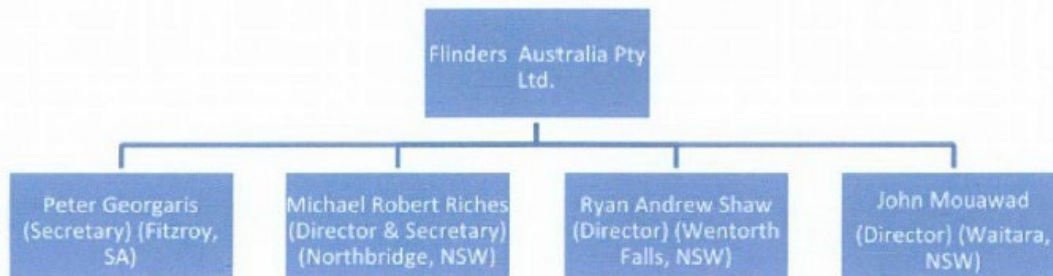 Flinders Australia Pty
Ltd.
Peter Georgaris
(Secretary) (Fitzroy,
SA)
Michael Robert Riches
(Director & Secretary)
(Northbridge, NSW)
Ryan Andrew Shaw
(Director) (Wentorth
Falls, NSW)
John Mouawad
(Director) (Waitara,
NSW)